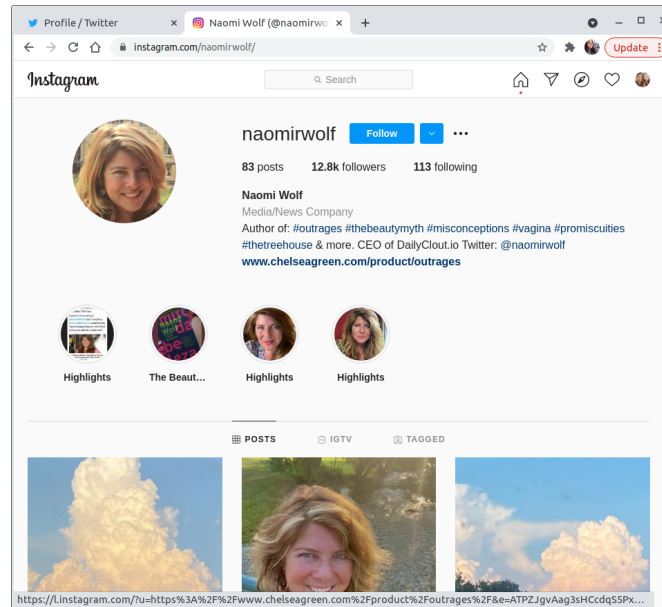 Profile / Twitter
Naomi Wolf (@naomirwo
instagram.com/naomirwolf/
Update
Instagram
Search
naomirwolf
Follow
83 posts 12.8k followers 113 following
Naomi Wolf
Media/News Company
Author of: #outrages #thebeautymyth #misconceptions #vagina #promiscuities
#thetreehouse & more. CEO of DailyClout.io Twitter: @naomirwolf
www.chelseagreen.com/product/outrages
Highlights The Beaut... Highlights Highlights
POSTS IGTV TAGGED
https://l.instagram.com/?u=https%3A%2F%2Fwww.chelseagreen.com%2Fproduct%2Foutrages%2F&e=ATPZJgvAag3sHCcdqS5Px...